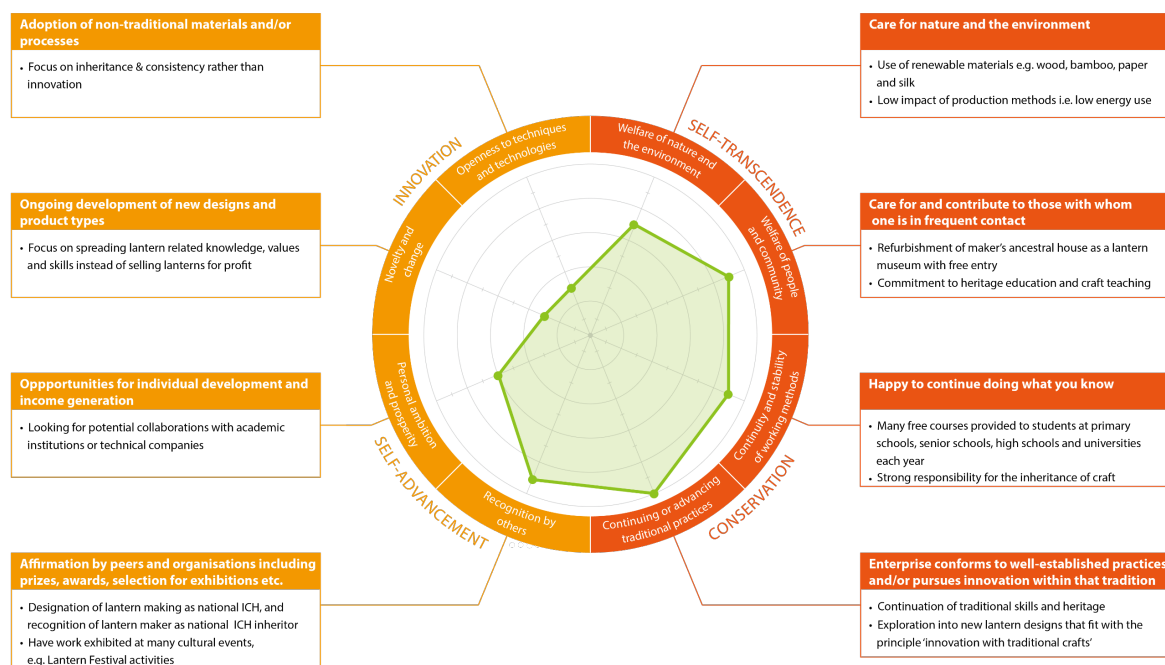 Adoption of non-traditional materials and/or
processes
• Focus on inheritance & consistency rather than
innovation
Ongoing development of new designs and
product types
• Focus on spreading lantern related knowledge, values
and skills instead of selling lanterns for profit
Oppportunities for individual development and
income generation
• Looking for potential collaborations with academic
institutions or technical companies
Affirmation by peers and organisations including
prizes, awards, selection for exhibitions etc.
• Designation of lantern making as national ICH, and
recognition of lantern maker as national ICH inheritor
• Have work exhibited at many cultural events,
e.g. Lantern Festival activities
INNOVATION
Openness to techniques
and technologies
Novelty and
change
Personal ambition
and prosperity
SELF-ADVANCEMENT
Recognition by
others
Welfare of nature and
the environment
SELF-TRANSCENDENCE
Welfare of people
and community
Continuity and stability
of working methods
CONSERVATION
Continuing or advancing
traditional practices
Care for nature and the environment
• Use of renewable materials e.g. wood, bamboo, paper
and silk
• Low impact of production methods i.e. low energy use
Care for and contribute to those with whom
one is in frequent contact
• Refurbishment of maker's ancestral house as a lantern
museum with free entry
• Commitment to heritage education and craft teaching
Happy to continue doing what you know
• Many free courses provided to students at primary
schools, senior schools, high schools and universities
each year
• Strong responsibility for the inheritance of craft
Enterprise conforms to well-established practices
and/or pursues innovation within that tradition
• Continuation of traditional skills and heritage
• Exploration into new lantern designs that fit with the
principle 'innovation with traditional crafts'